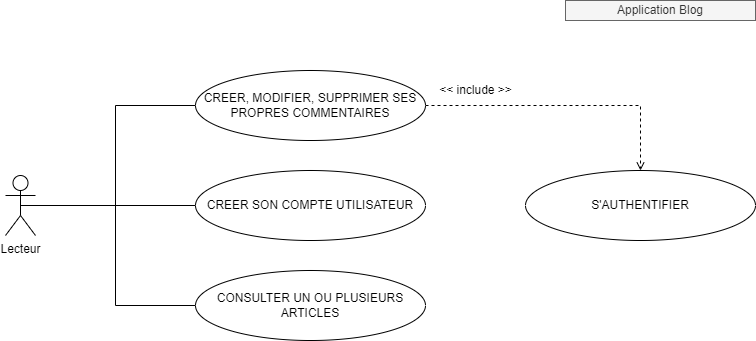 Application Blog
<< include >>
CREER, MODIFIER, SUPPRIMER SES
PROPRES COMMENTAIRES
CREER SON COMPTE UTILISATEUR
S'AUTHENTIFIER
Lecteur
CONSULTER UN OU PLUSIEURS
ARTICLES